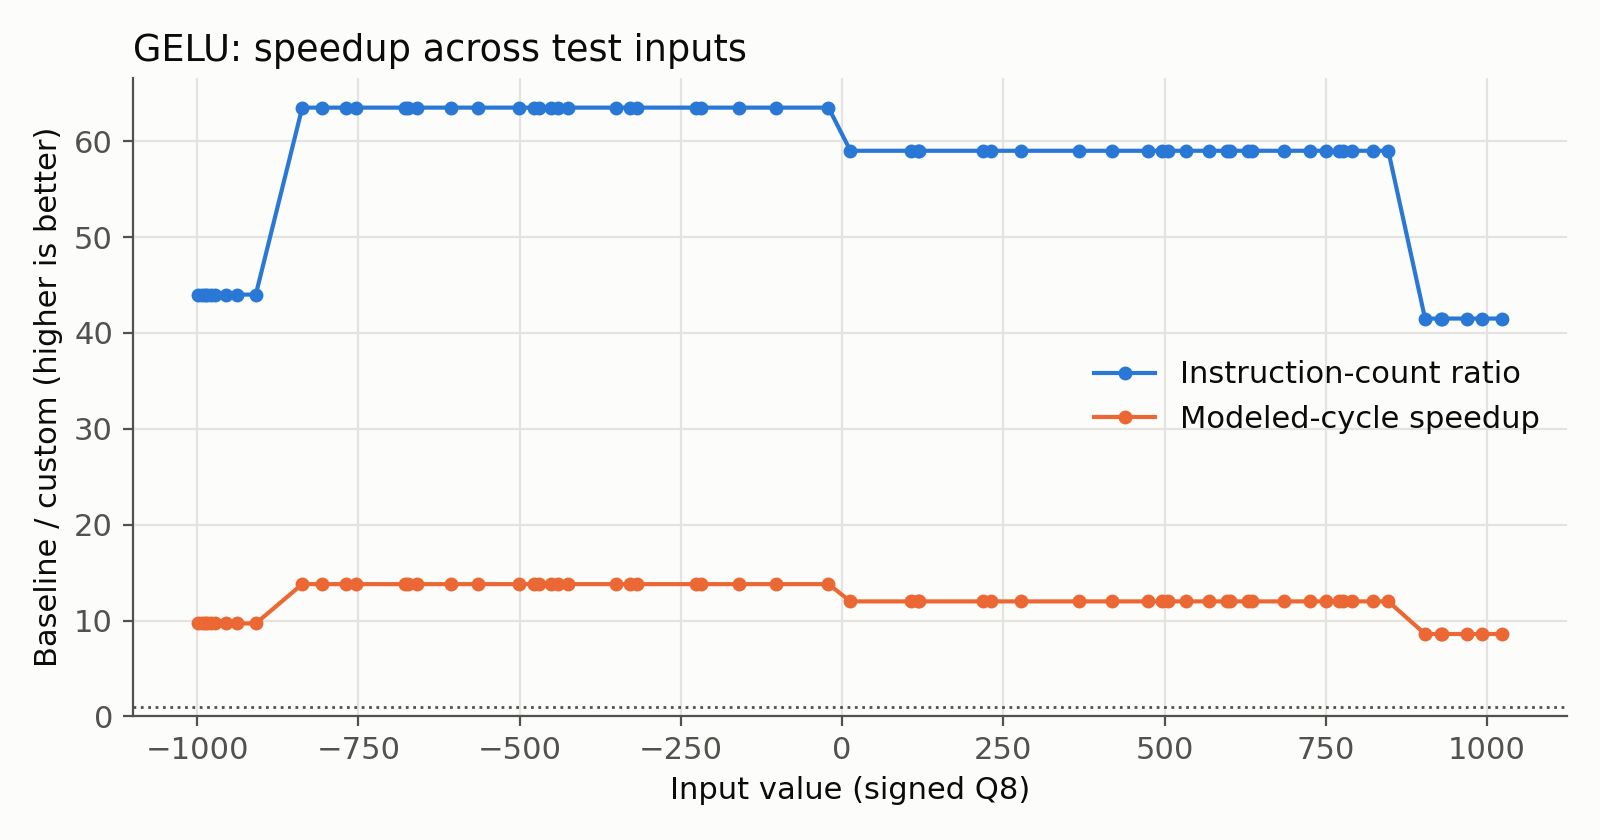 GELU: speedup across test inputs
Baseline / custom (higher is better)
60
50
40
30
20
10
0
Instruction-count ratio
Modeled-cycle speedup
−1000 −750 −500 −250 0 250 500 750 1000
Input value (signed Q8)